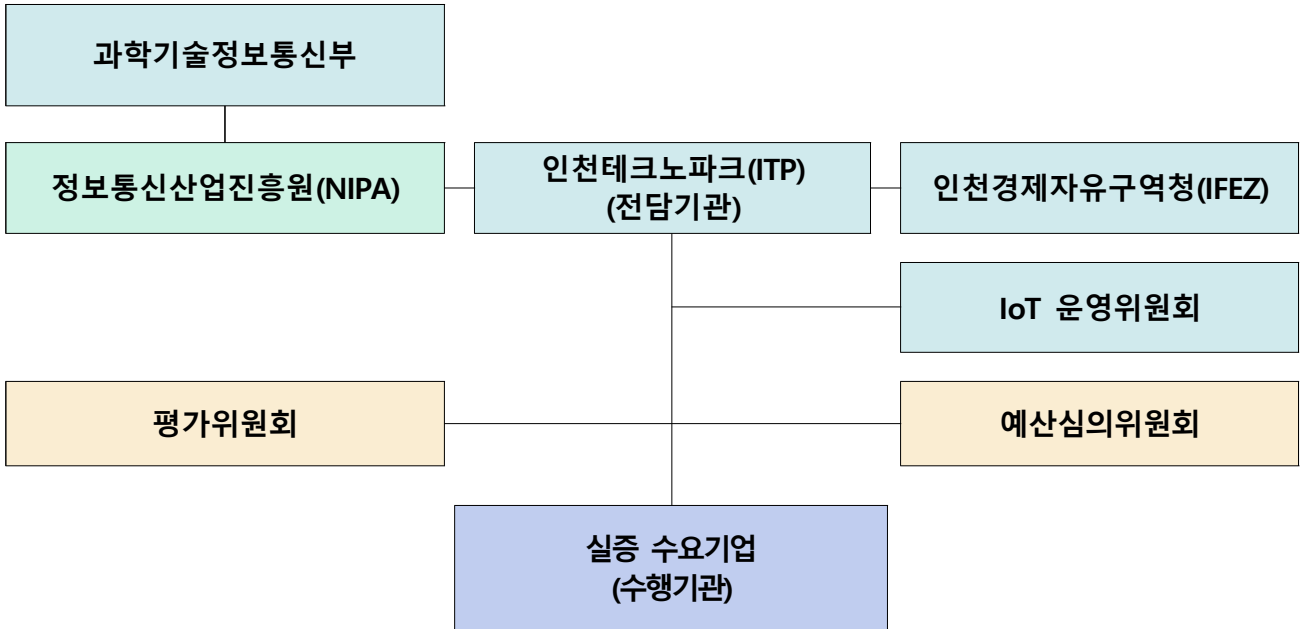 과학기술정보통신부
정보통신산업진흥원(NIPA)
인천테크노파크(ITP)
(전담기관)
인천경제자유구역청(IFEZ)
IoT 운영위원회
평가위원회
예산심의위원회
실증 수요기업
(수행기관)